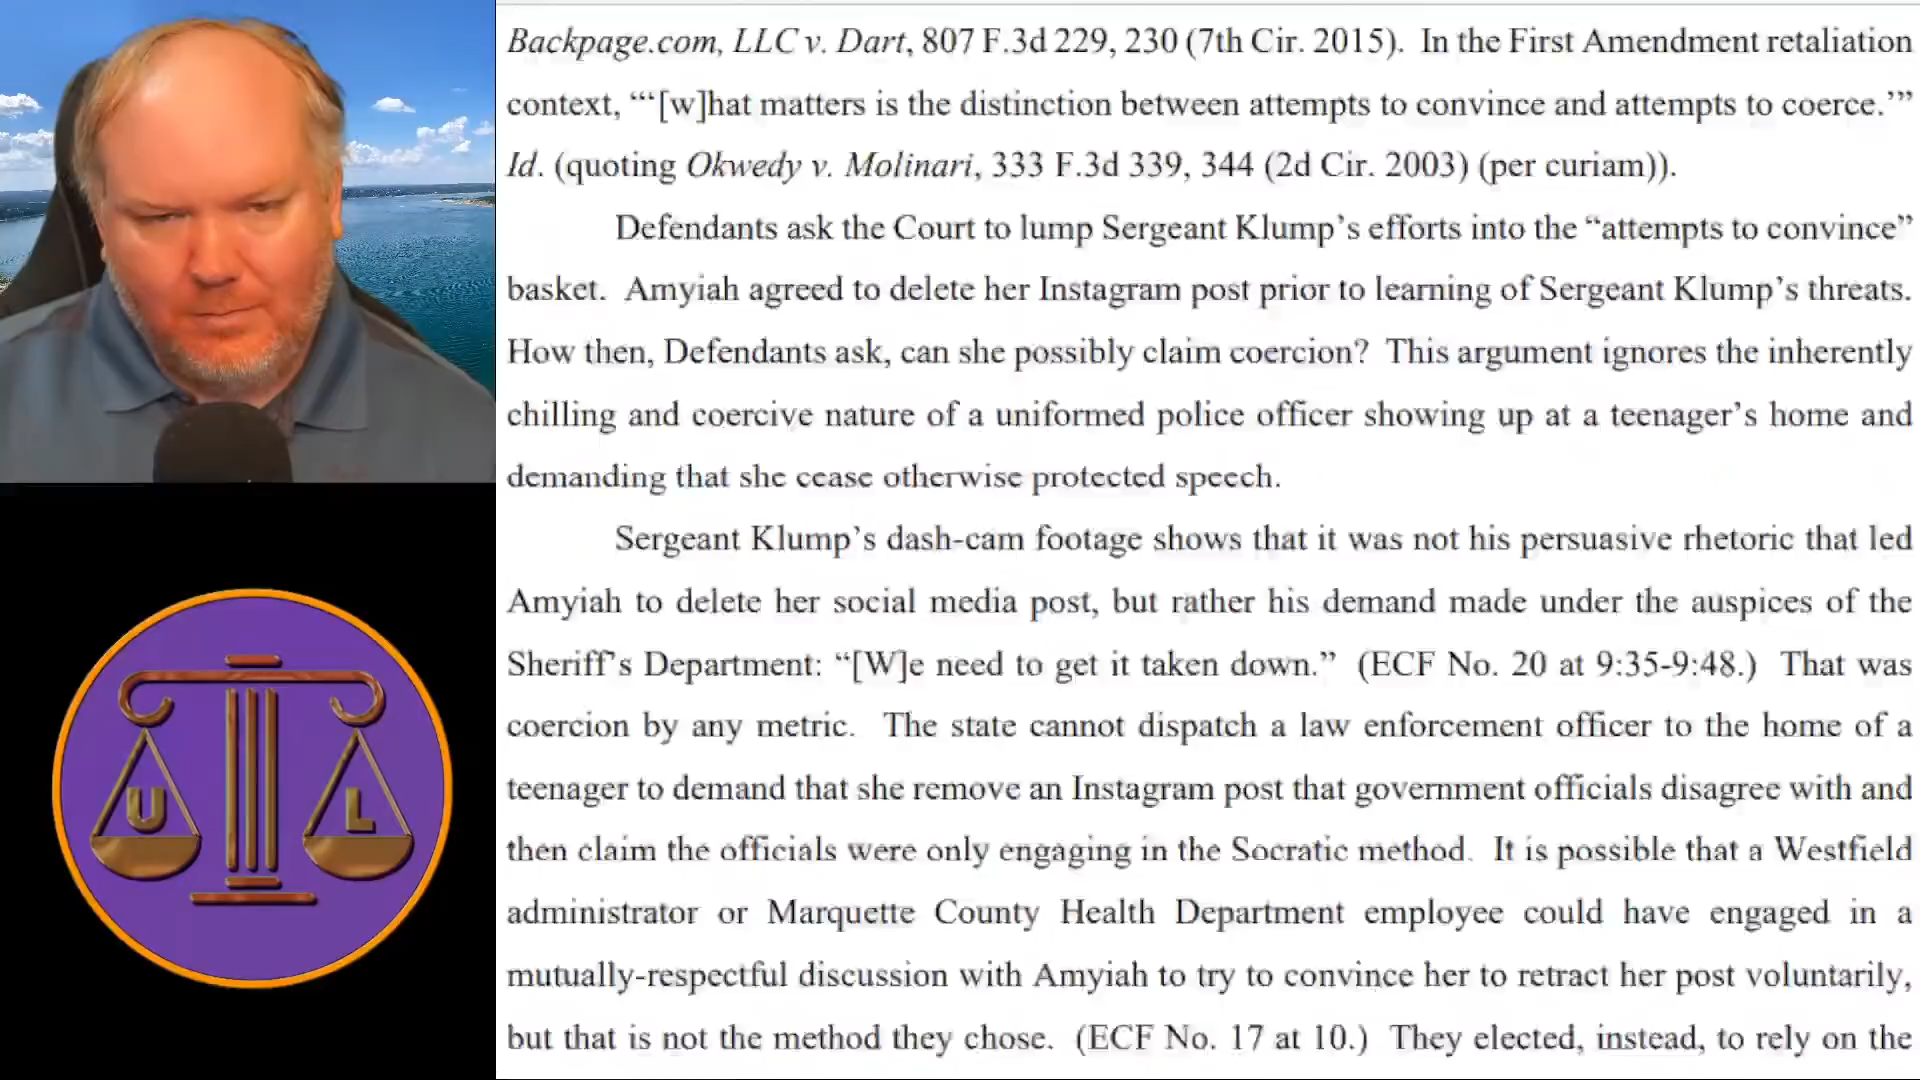 Backpage.com, LLC v. Dart, 807 F.3d 229, 230 (7th Cir. 2015). In the First Amendment retaliation
context, “‘[w]hat matters is the distinction between attempts to convince and attempts to coerce.’”
Id. (quoting Okwedy v. Molinari, 333 F.3d 339, 344 (2d Cir. 2003) (per curiam)).
Defendants ask the Court to lump Sergeant Klump’s efforts into the “attempts to convince”
basket. Amyiah agreed to delete her Instagram post prior to learning of Sergeant Klump’s threats.
How then, Defendants ask, can she possibly claim coercion? This argument ignores the inherently
chilling and coercive nature of a uniformed police officer showing up at a teenager’s home and
demanding that she cease otherwise protected speech.
Sergeant Klump’s dash-cam footage shows that it was not his persuasive rhetoric that led
Amyiah to delete her social media post, but rather his demand made under the auspices of the
Sheriff’s Department: “[W]e need to get it taken down.” (ECF No. 20 at 9:35-9:48.) That was
coercion by any metric. The state cannot dispatch a law enforcement officer to the home of a
teenager to demand that she remove an Instagram post that government officials disagree with and
then claim the officials were only engaging in the Socratic method. It is possible that a Westfield
administrator or Marquette County Health Department employee could have engaged in a
mutually-respectful discussion with Amyiah to try to convince her to retract her post voluntarily,
but that is not the method they chose. (ECF No. 17 at 10.) They elected, instead, to rely on the
U L